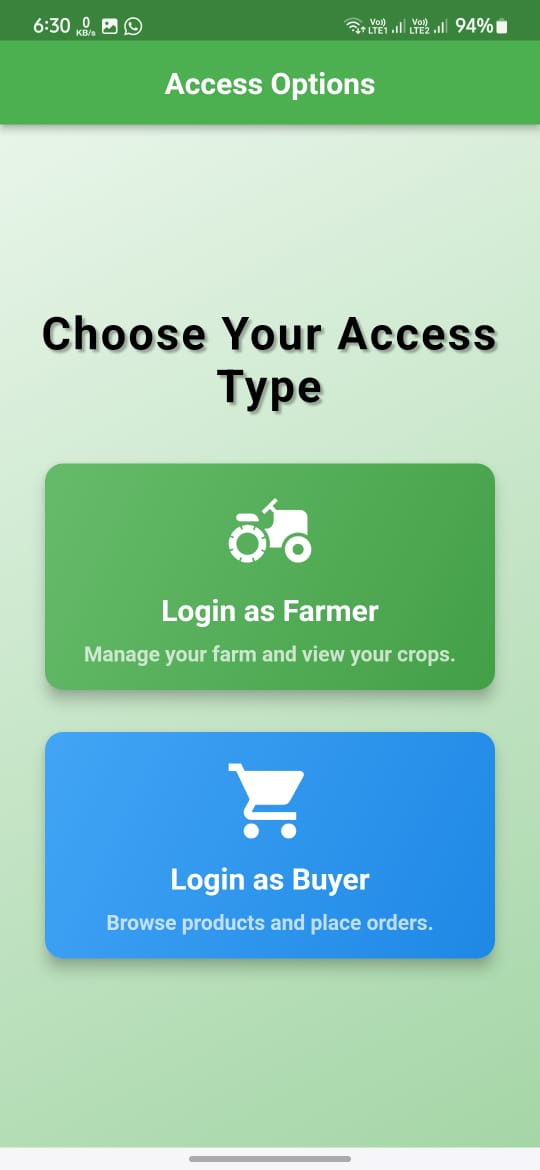 6:30 0 KB/s Vo)) LTE1 Vo)) LTE2 94%
Access Options
Choose Your Access
Type
Login as Farmer
Manage your farm and view your crops.
Login as Buyer
Browse products and place orders.